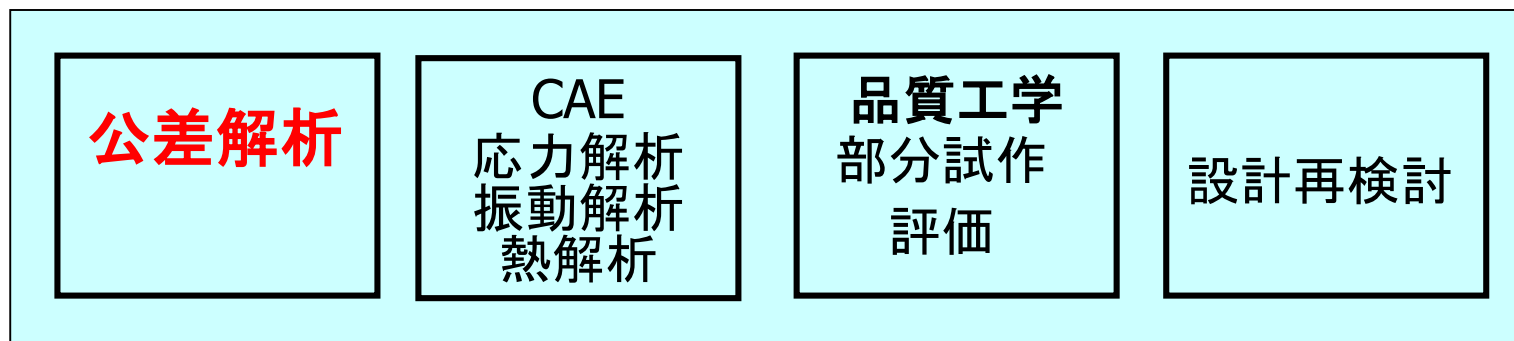 公差解析
CAE
応力解析
振動解析
熱解析
品質工学
部分試作
評価
設計再検討